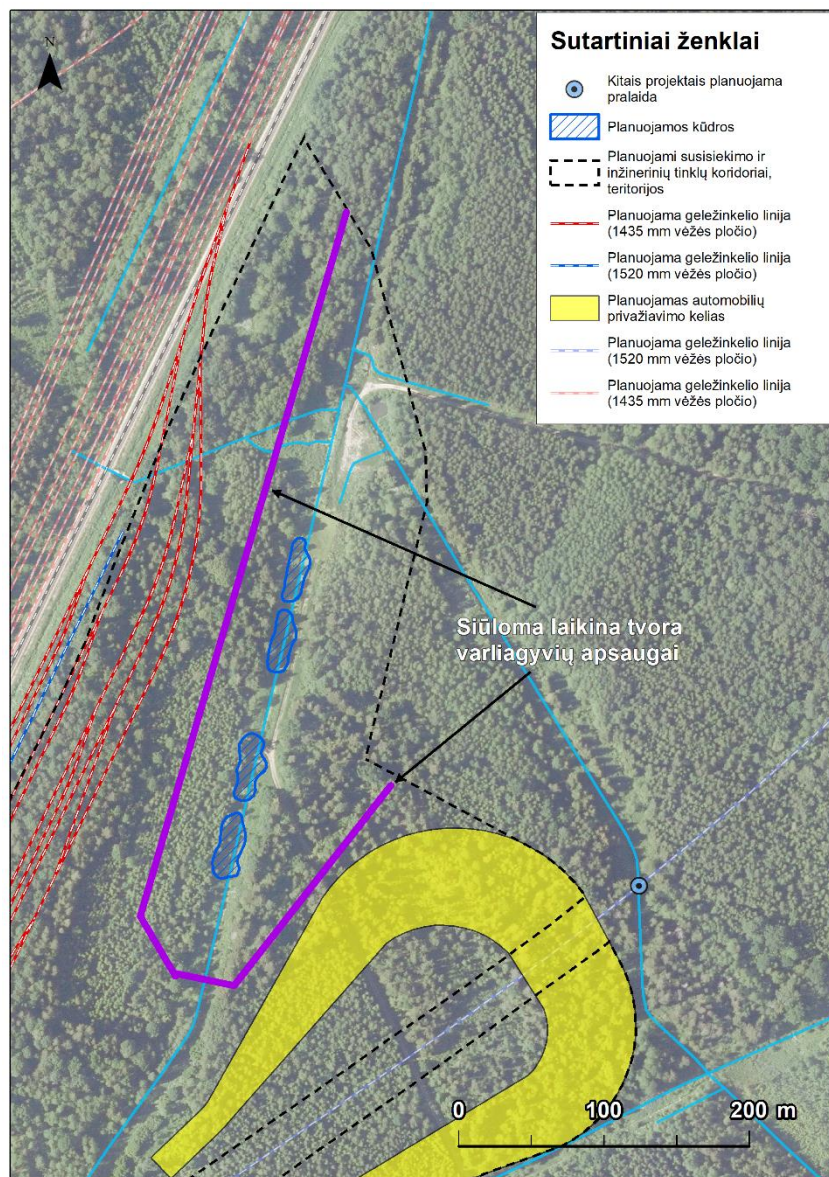 N
Sutartiniai ženklai
Kitais projektais planuojama
pralaida
Planuojamos kūdros
Planuojami susisiekimo ir
inžinerinių tinklų koridoriai,
teritorijos
Planuojama geležinkelio linija
(1435 mm vėžės pločio)
Planuojama geležinkelio linija
(1520 mm vėžės pločio)
Planuojamas automobilių
privažiavimo kelias
Planuojama geležinkelio linija
(1520 mm vėžės pločio)
Planuojama geležinkelio linija
(1435 mm vėžės pločio)
Siūloma laikina tvora
varliagyvių apsaugai
0 100 200 m